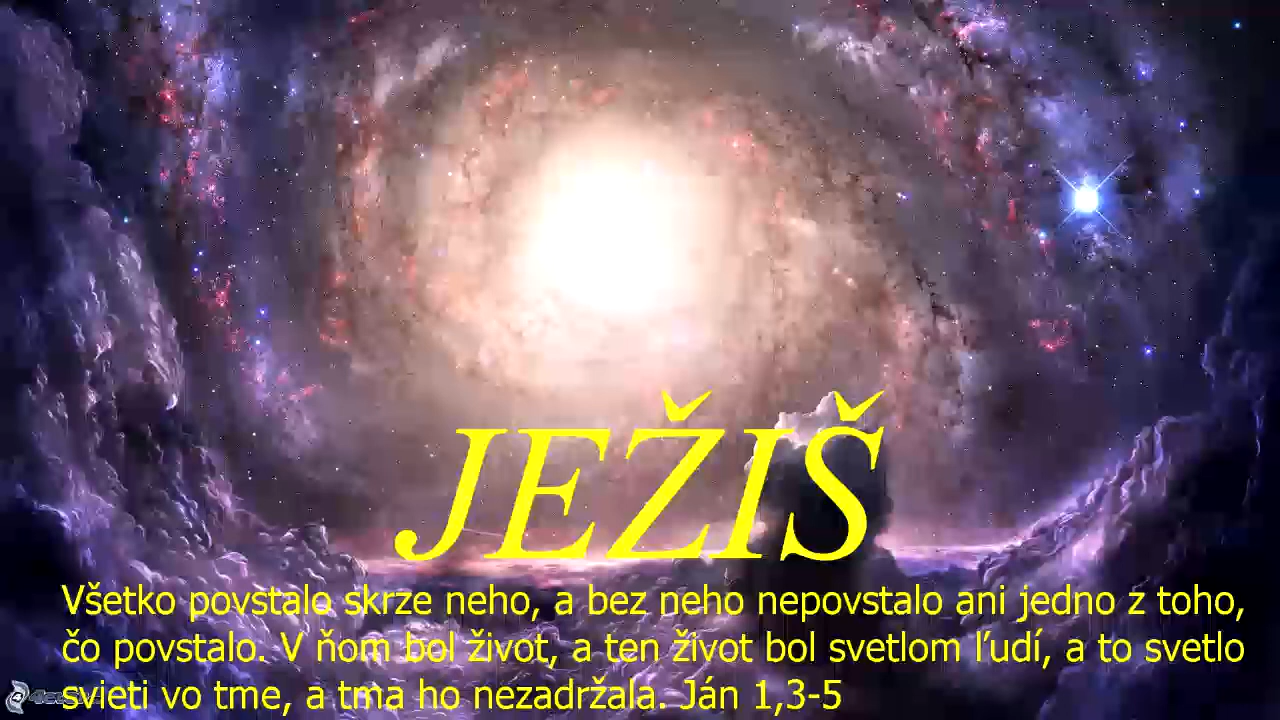 JEŽIŠ
Všetko povstalo skrze neho, a bez neho nepovstalo ani jedno z toho,
čo povstalo. V ňom bol život, a ten život bol svetlom ľudí, a to svetlo
svieti vo tme, a tma ho nezadržala. Ján 1,3-5